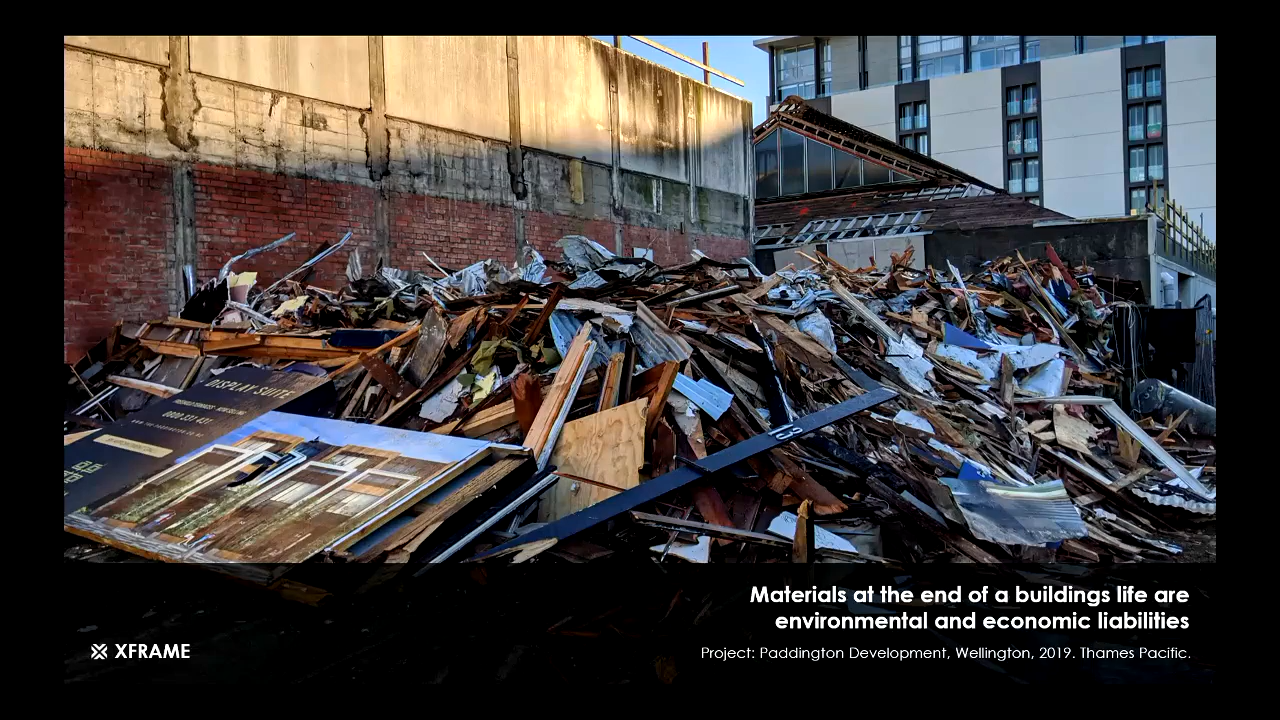 DISPLAY SUITE
Materials at the end of a buildings life are
environmental and economic liabilities
XFRAME
Project: Paddington Development, Wellington, 2019. Thames Pacific.